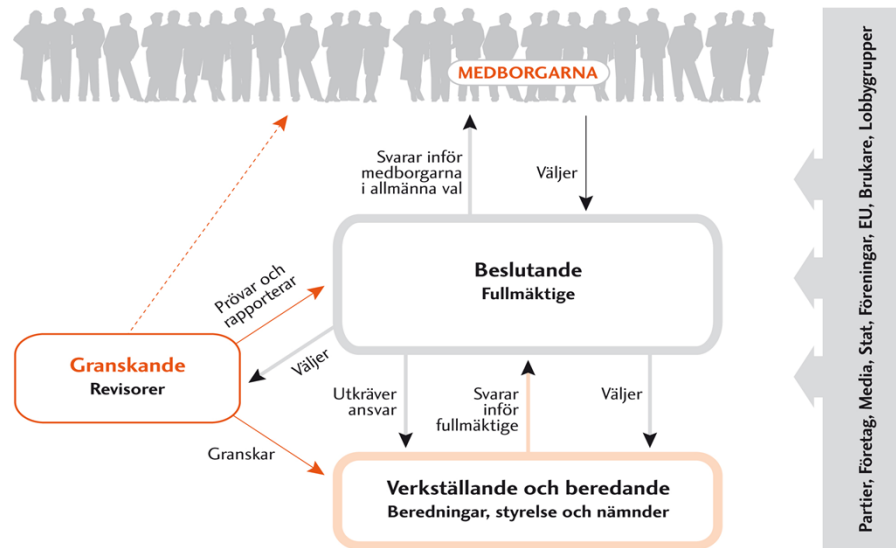 MEDBORGARNA
Svarar inför
medborgarna
i allmänna val
Väljer
Beslutande
Fullmäktige
Prövar och
rapporterar
Väljer
Granskande
Revisorer
Granskar
Utkräver
ansvar
Svarar
inför
fullmäktige
Väljer
Verkställande och beredande
Beredningar, styrelse och nämnder
Partier, Företag, Media, Stat, Föreningar, EU, Brukare, Lobbygrupper